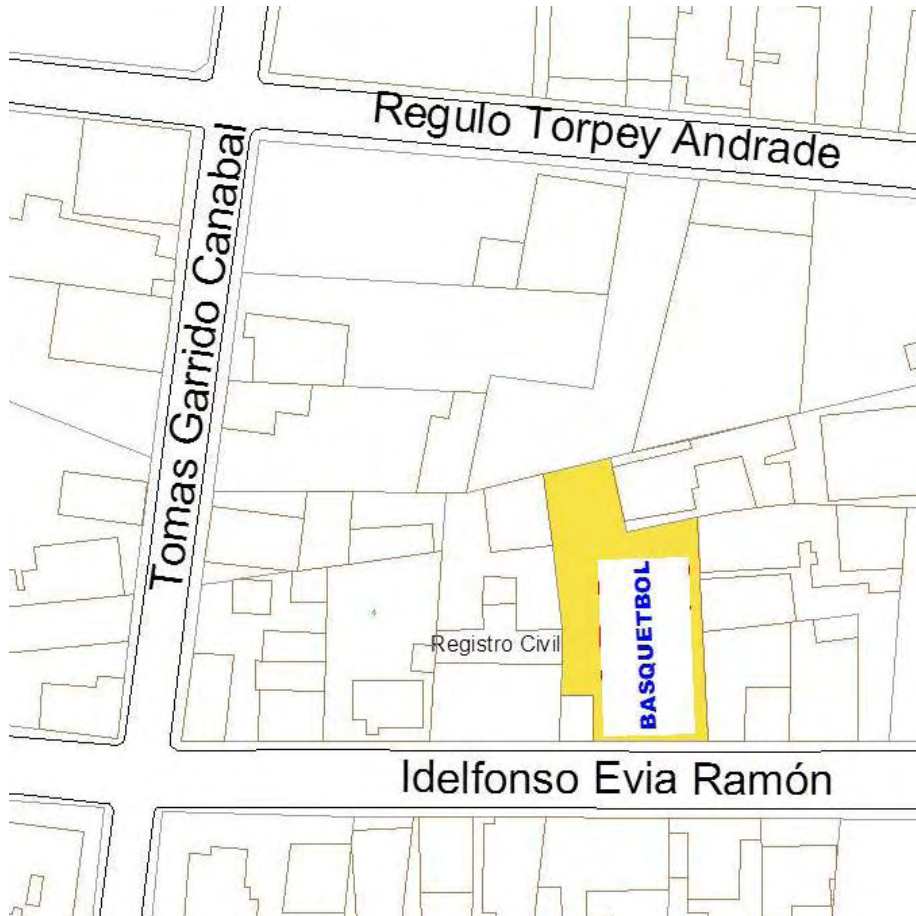 Regulo Torpey Andrade
Tomas Garrido Canabal
Registro Civil
BASQUETBOL
Idelfonso Evia Ramón